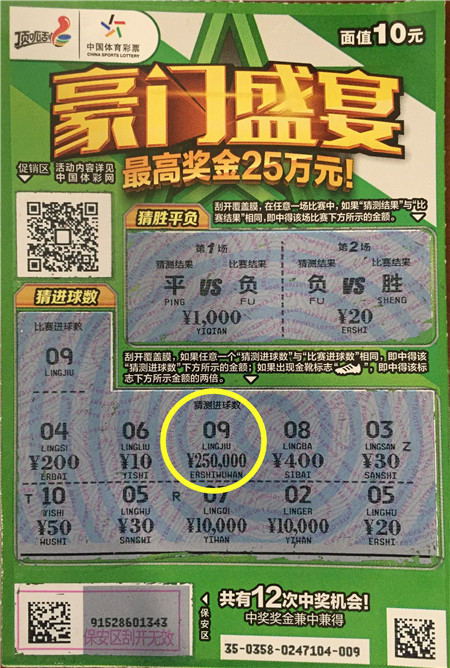 顶呱刮
中国体育彩票
CHINA SPORTS LOTTERY
面值10元
豪门盛宴
最高奖金25万元!
促销区
活动内容详见
中国体彩网
刮开覆盖膜,在任意一场比赛中,如果“猜测结果”与“比
赛结果”相同,即中得该场比赛下方所示的金额。
猜胜平负
第1场 第2场
猜测结果 比赛结果 猜测结果 比赛结果
平 VS 负 负 VS 胜
PING FU FU SHENG
¥1,000 ¥20
YIQIAN ERSHI
猜进球数
比赛进球数
09
LINGJIU
刮开覆盖膜,如果任意一个“猜测进球数”与“比赛进球数”相同,即中得该
“猜测进球数”下方所示的金额;如果出现金靴标志“ ”,即中得该标
志下方所示金额的两倍。
猜测进球数
04 06 09 08 03
LINGSI LINGLIU LINGJIU LINGBA LINGSAN Z
¥200 ¥10 ¥250,000 ¥400 ¥30
ERBAI YISHI ERSHIWUWAN SIBAI SANSHI
T 10 05 R 07 02 05
YISHI LINGWU LINGQI LINGER LINGWU
¥50 ¥30 ¥10,000 ¥10,000 ¥20
WUSHI SANSHI YIWAN YIWAN ERSHI
91528601343
保安区刮开无效
保安区
共有12次中奖机会!
中奖奖金兼中兼得
35-0358-0247104-009